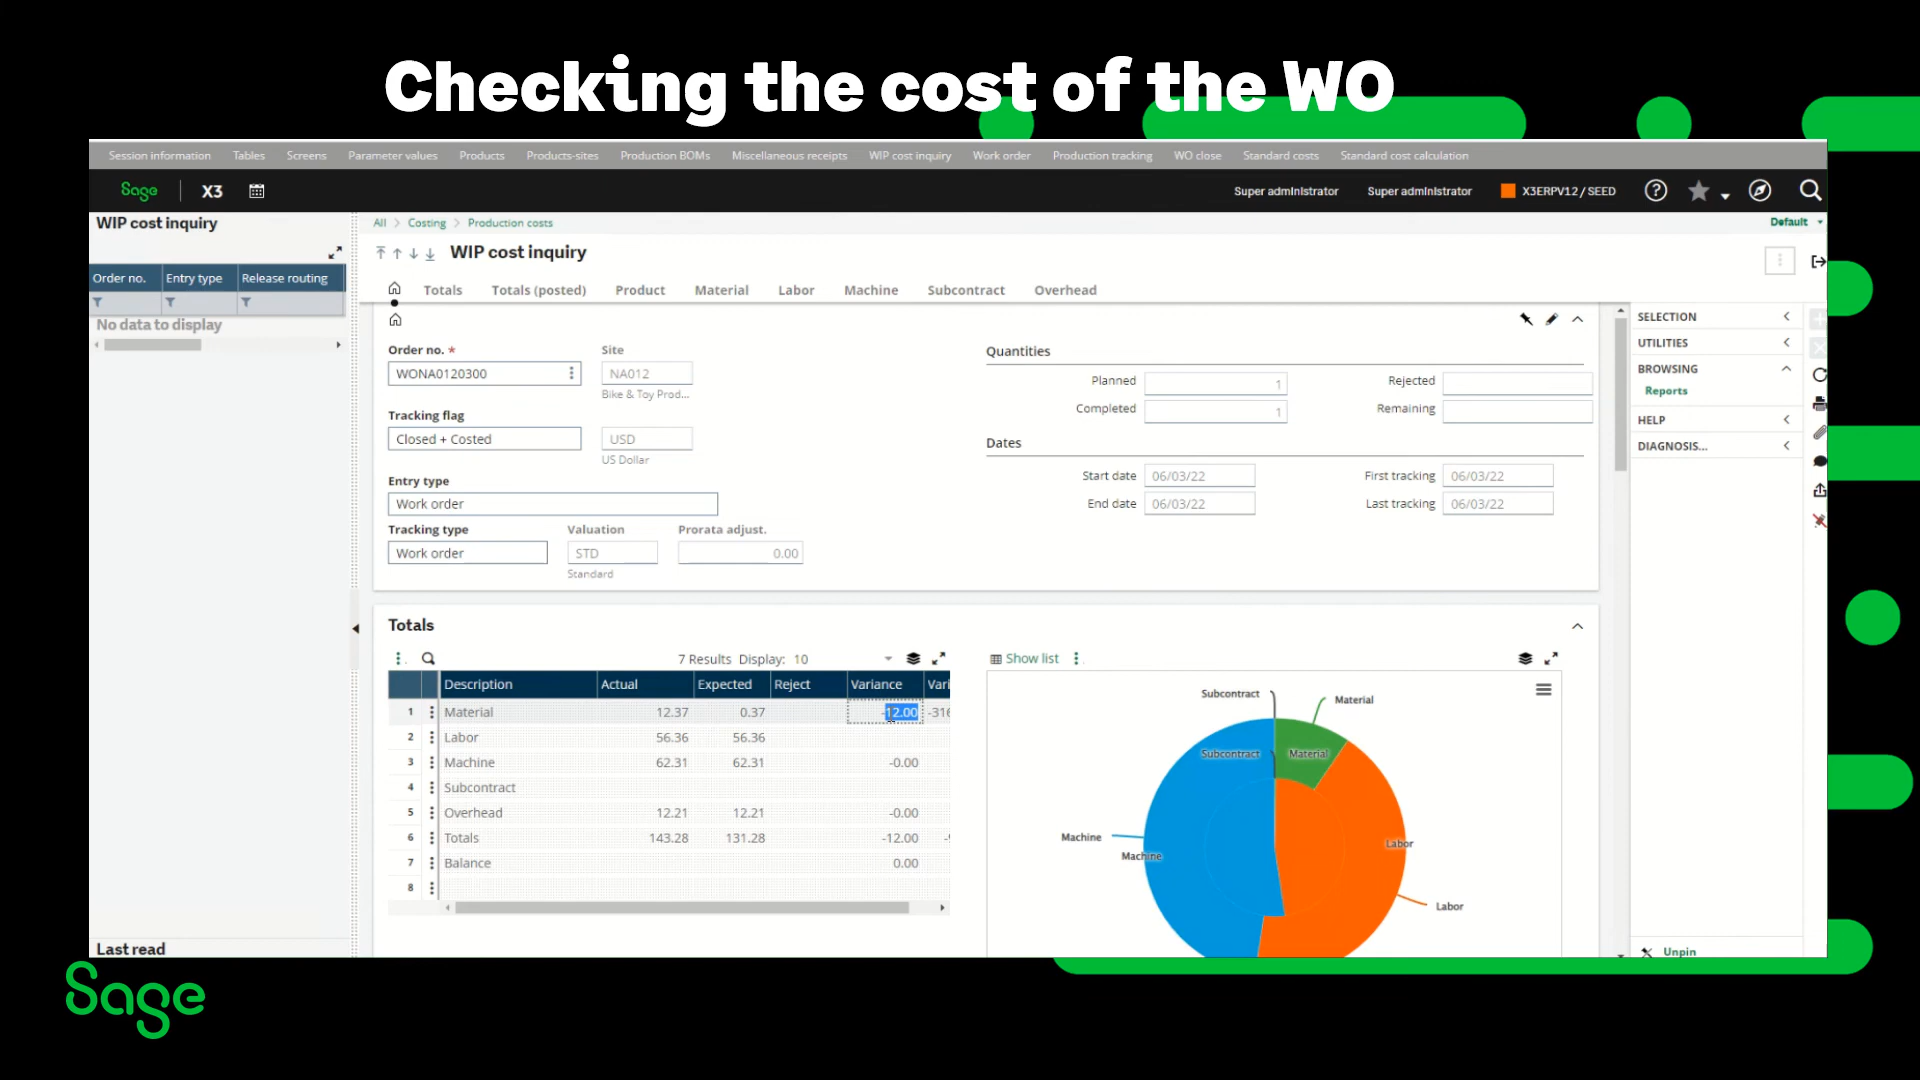 Checking the cost of the WO
Session information Tables Screens Parameter values Products Products-sites Production BOMs Miscellaneous receipts WIP cost inquiry Work order Production tracking WO close Standard costs Standard cost calculation
Sage X3 Super administrator Super administrator X3ERPV12 / SEED
WIP cost inquiry
All > Costing > Production costs
Default
WIP cost inquiry
Order no. Entry type Release routing
No data to display
Totals Totals (posted) Product Material Labor Machine Subcontract Overhead
Order no. * Site
WONA0120300 NA012
Bike & Toy Prod...
Tracking flag
Closed + Costed USD
US Dollar
Entry type
Work order
Tracking type Valuation Prorata adjust.
Work order STD 0.00
Standard
Quantities
Planned 1 Rejected
Completed 1 Remaining
Dates
Start date 06/03/22 First tracking 06/03/22
End date 06/03/22 Last tracking 06/03/22
SELECTION
UTILITIES
BROWSING
Reports
HELP
DIAGNOSIS...
Totals
7 Results Display: 10
Description Actual Expected Reject Variance Vari
1 Material 12.37 0.37 -12.00 -316
2 Labor 56.36 56.36
3 Machine 62.31 62.31 -0.00
4 Subcontract
5 Overhead 12.21 12.21 -0.00
6 Totals 143.28 131.28 -12.00 -9
7 Balance 0.00
8
Show list
Subcontract
Material
Subcontract
Material
Machine
Machine
Labor
Labor
Last read
Unpin
Sage